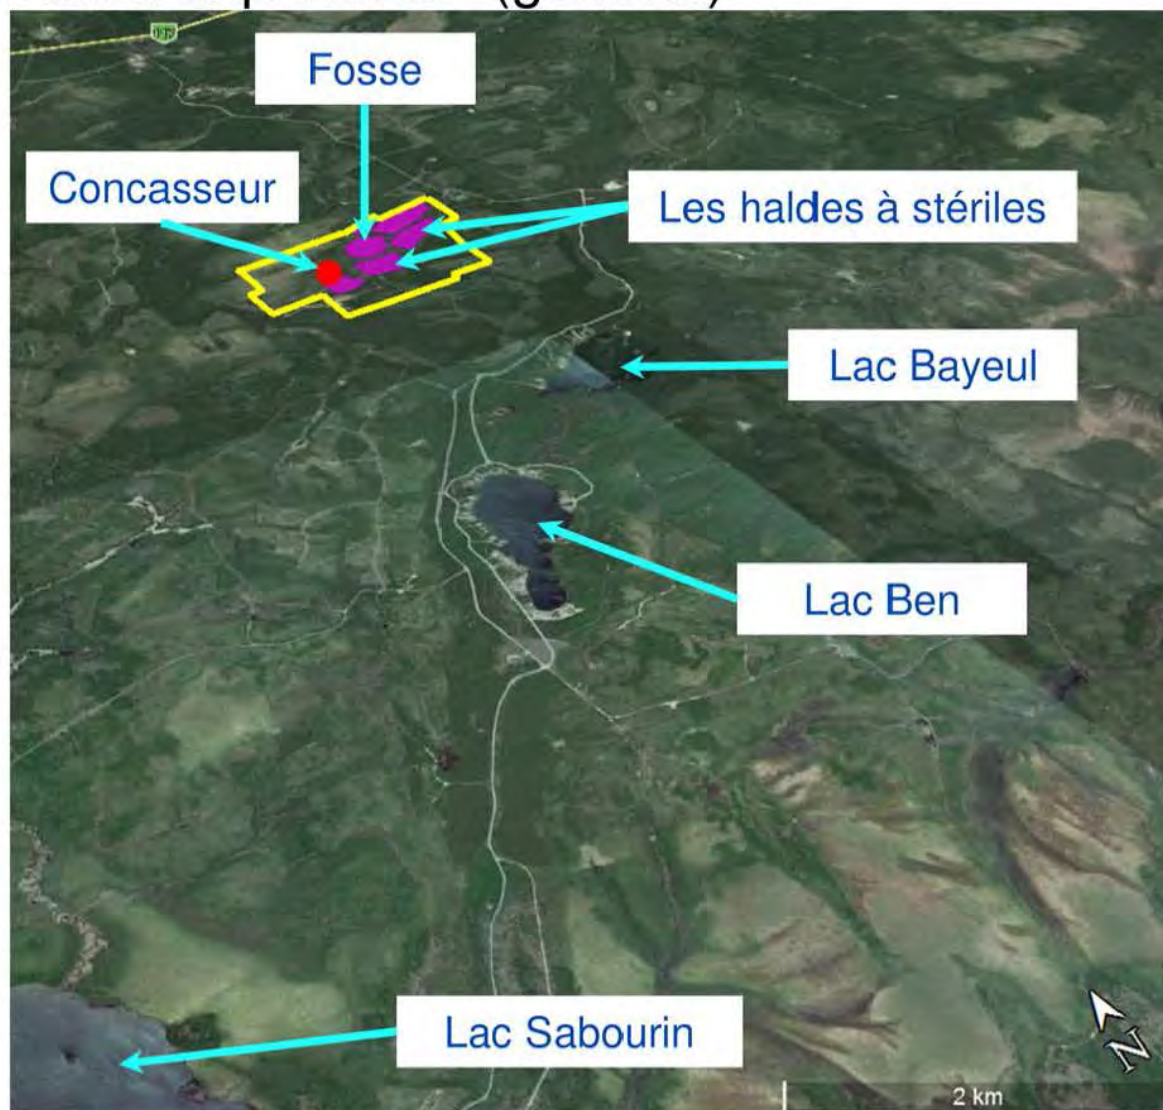 Fosse
Concasseur
Les haldes à stériles
Lac Bayeul
Lac Ben
Lac Sabourin
N
2 km